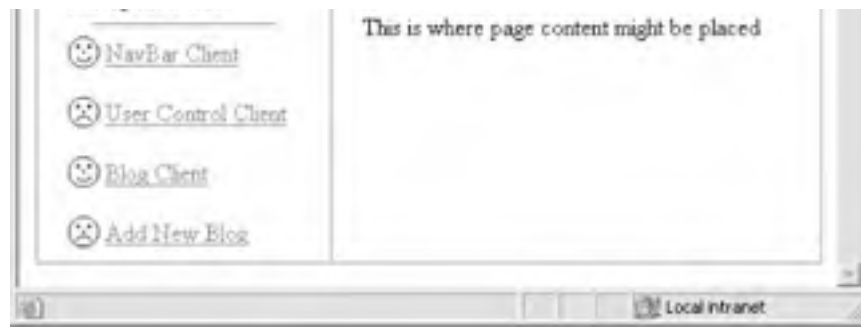 This is where page content might be placed
NavBar Client
User Control Client
Blog Client
Add New Blog
Local intranet